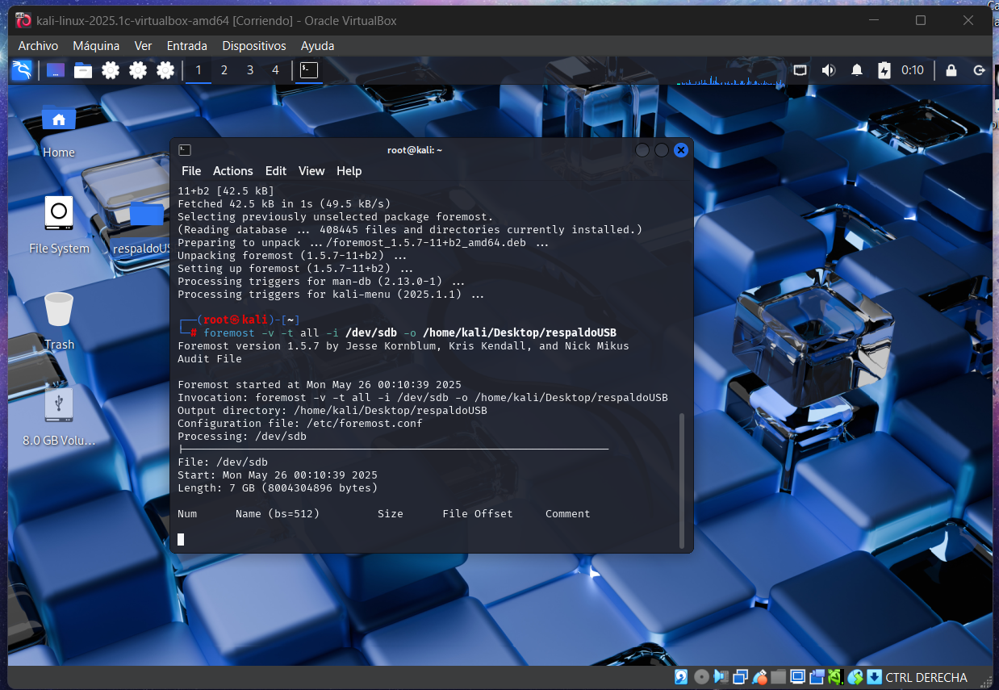 kali-linux-2025.1c-virtualbox-amd64 [Corriendo] - Oracle VirtualBox
Archivo Máquina Ver Entrada Dispositivos Ayuda
1 2 3 4 0:10
Home
File System
respaldoUS
Trash
8.0 GB Volu...
root@kali: ~
File Actions Edit View Help
11+b2 [42.5 kB]
Fetched 42.5 kB in 1s (49.5 kB/s)
Selecting previously unselected package foremost.
(Reading database ... 408445 files and directories currently installed.)
Preparing to unpack .../foremost_1.5.7-11+b2_amd64.deb ...
Unpacking foremost (1.5.7-11+b2) ...
Setting up foremost (1.5.7-11+b2) ...
Processing triggers for man-db (2.13.0-1) ...
Processing triggers for kali-menu (2025.1.1) ...
┌──(root㉿kali)-[~]
└─# foremost -v -t all -i /dev/sdb -o /home/kali/Desktop/respaldoUSB
Foremost version 1.5.7 by Jesse Kornblum, Kris Kendall, and Nick Mikus
Audit File
Foremost started at Mon May 26 00:10:39 2025
Invocation: foremost -v -t all -i /dev/sdb -o /home/kali/Desktop/respaldoUSB
Output directory: /home/kali/Desktop/respaldoUSB
Configuration file: /etc/foremost.conf
Processing: /dev/sdb
File: /dev/sdb
Start: Mon May 26 00:10:39 2025
Length: 7 GB (8004304896 bytes)
Num Name (bs=512) Size File Offset Comment
CTRL DERECHA